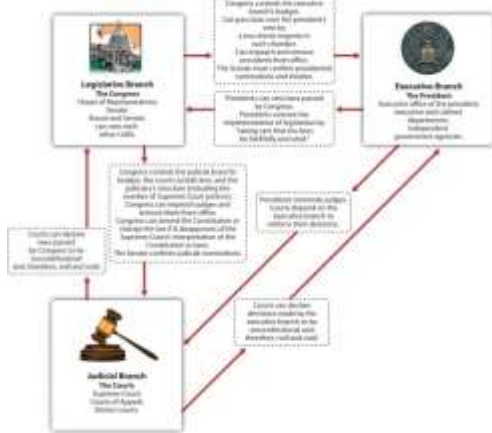 Congress controls the executive
branch's budget.
Can pass laws over the president's
veto by
a two-thirds majority in
each chamber.
Can impeach and remove
presidents from office.
The Senate must confirm presidential
nominations and treaties.
Legislative Branch
The Congress
House of Representatives
Senate
House and Senate
can veto each
other's bills.
Executive Branch
The President
Executive office of the president,
executive and cabinet
departments,
independent
government agencies.
Presidents can veto laws passed
by Congress.
Presidents oversee the
implementation of legislation by
"taking care that the laws
be faithfully executed."
Congress controls the judicial branch's
budget, the courts' jurisdiction, and the
judiciary's structure (including the
number of Supreme Court justices).
Congress can impeach judges and
remove them from office.
Congress can amend the Constitution or
change the law if it disapproves of the
Supreme Court's interpretation of the
Constitution or laws.
The Senate confirms judicial nominations.
Presidents nominate judges.
Courts depend on the
executive branch to
enforce their decisions.
Courts can declare
laws passed
by Congress to be
unconstitutional
and, therefore, null and void.
Courts can declare
decisions made by the
executive branch to be
unconstitutional and,
therefore, null and void.
Judicial Branch
The Courts
Supreme Court
Courts of Appeals
District Courts